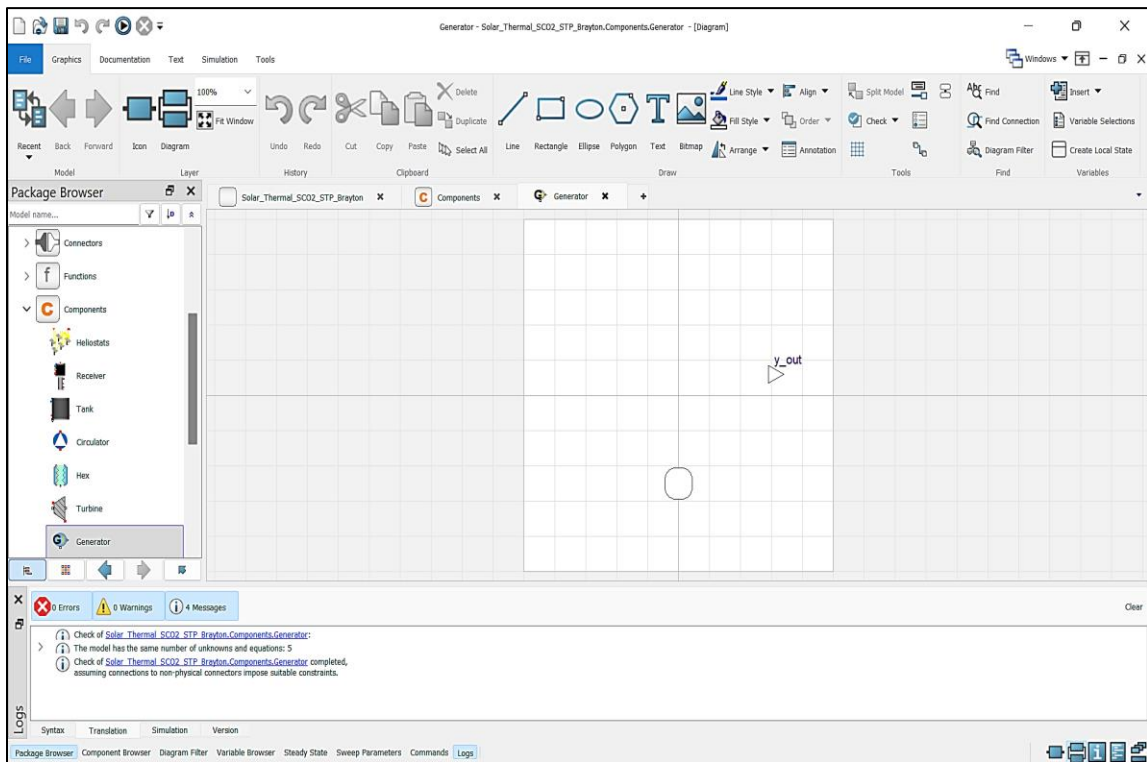 Generator - Solar_Thermal_SCO2_STP_Brayton.Components.Generator - [Diagram]
File Graphics Documentation Text Simulation Tools Windows
100%
Fit Window
Delete
Duplicate
Select All
Line Style Align
Fill Style Order
Arrange Annotation
Split Model
Check
Abc Find
Find Connection
Diagram Filter
Insert
Variable Selections
Create Local State
Recent Back Forward Icon Diagram Undo Redo Cut Copy Paste Line Rectangle Ellipse Polygon Text Bitmap
Model Layer History Clipboard Draw Tools Find Variables
Package Browser
Model name...
Solar_Thermal_SCO2_STP_Brayton C Components G Generator +
Connectors
f Functions
C Components
Heliostats
Receiver
Tank
Circulator
Hex
Turbine
G Generator
y_out
0 Errors 0 Warnings 4 Messages Clear
Check of Solar_Thermal_SCO2_STP_Brayton.Components.Generator:
The model has the same number of unknowns and equations: 5
Check of Solar_Thermal_SCO2_STP_Brayton.Components.Generator completed,
assuming connections to non-physical connectors impose suitable constraints.
Logs
Syntax Translation Simulation Version
Package Browser Component Browser Diagram Filter Variable Browser Steady State Sweep Parameters Commands Logs